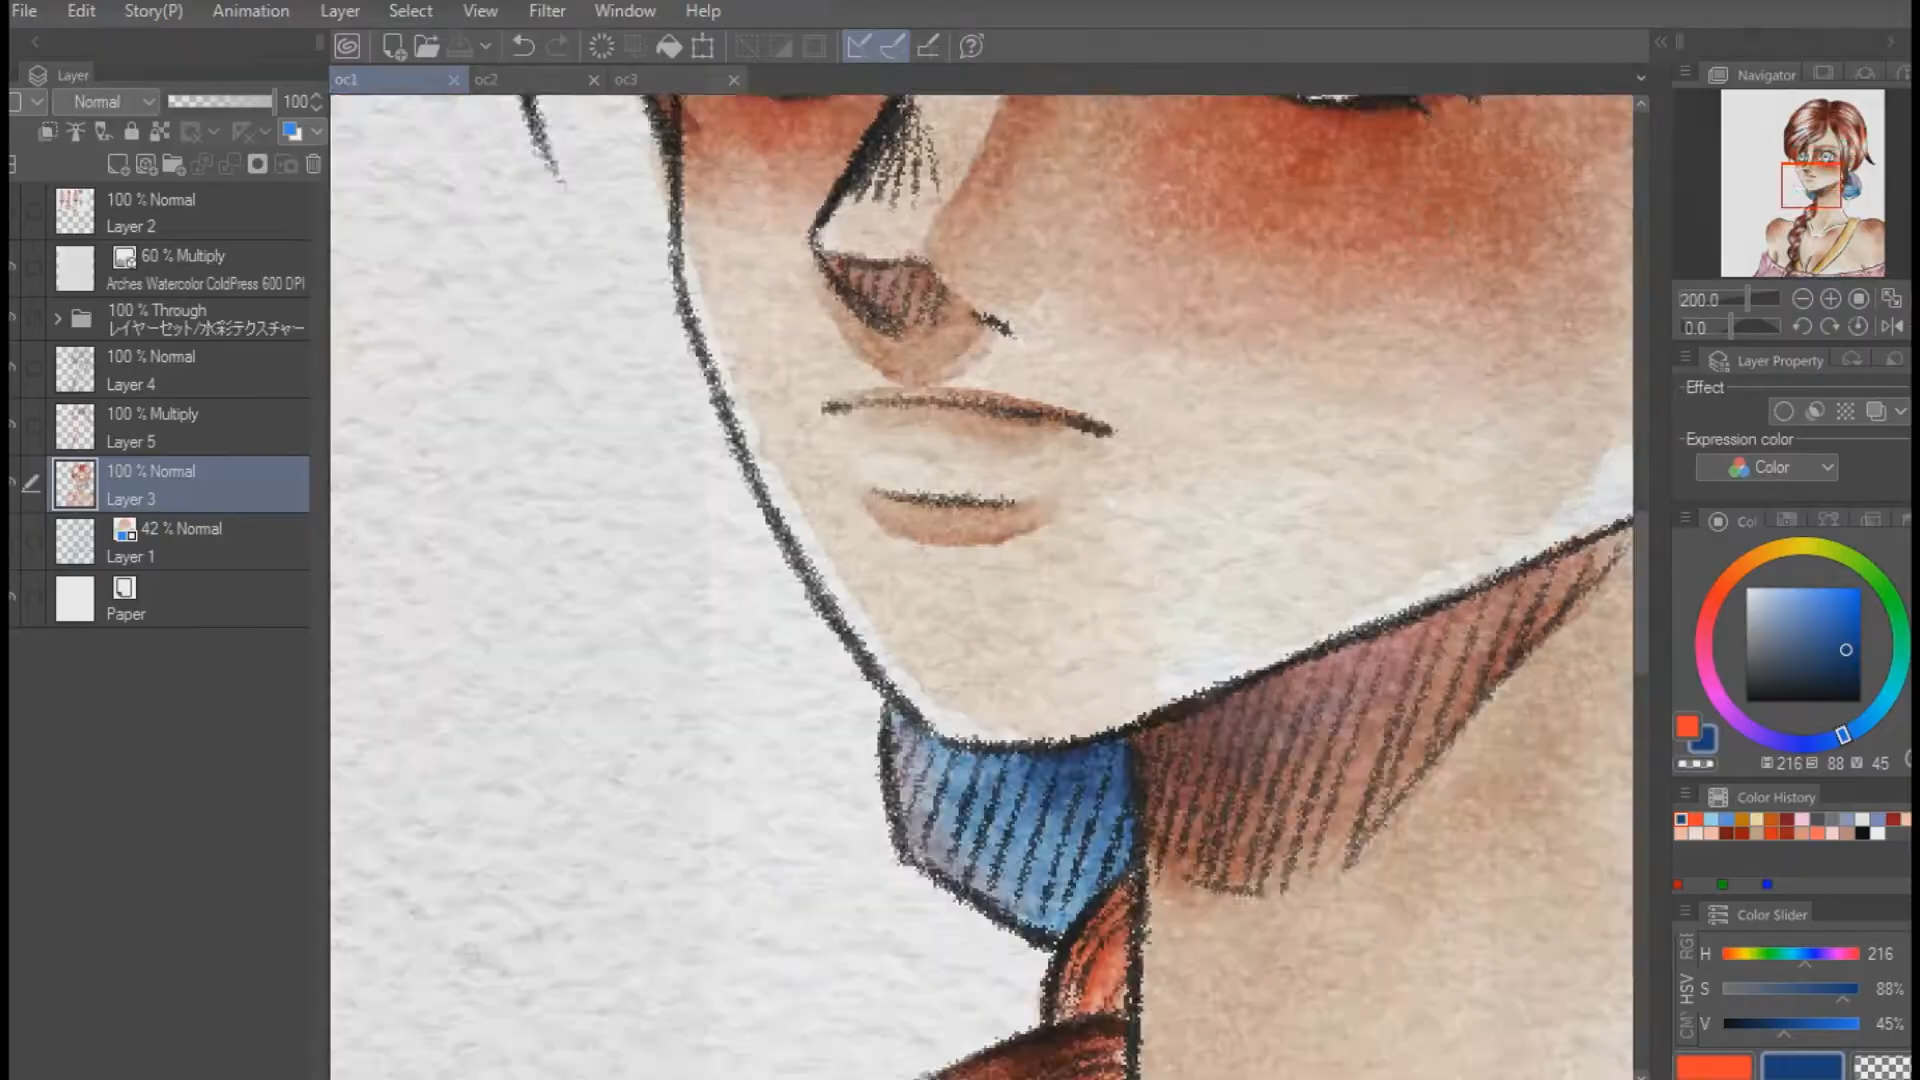 File Edit Story(P) Animation Layer Select View Filter Window Help
Layer
oc1 oc2 oc3
Normal 100
100 % Normal
Layer 2
60 % Multiply
Arches Watercolor ColdPress 600 DPI
100 % Through
レイヤーセット/水彩テクスチャー
100 % Normal
Layer 4
100 % Multiply
Layer 5
100 % Normal
Layer 3
42 % Normal
Layer 1
Paper
Navigator
200.0
0.0
Layer Property
Effect
Expression color
Color
Col
H 216 S 88 V 45
Color History
Color Slider
RGB
HSV
CM
H 216
S 88%
V 45%